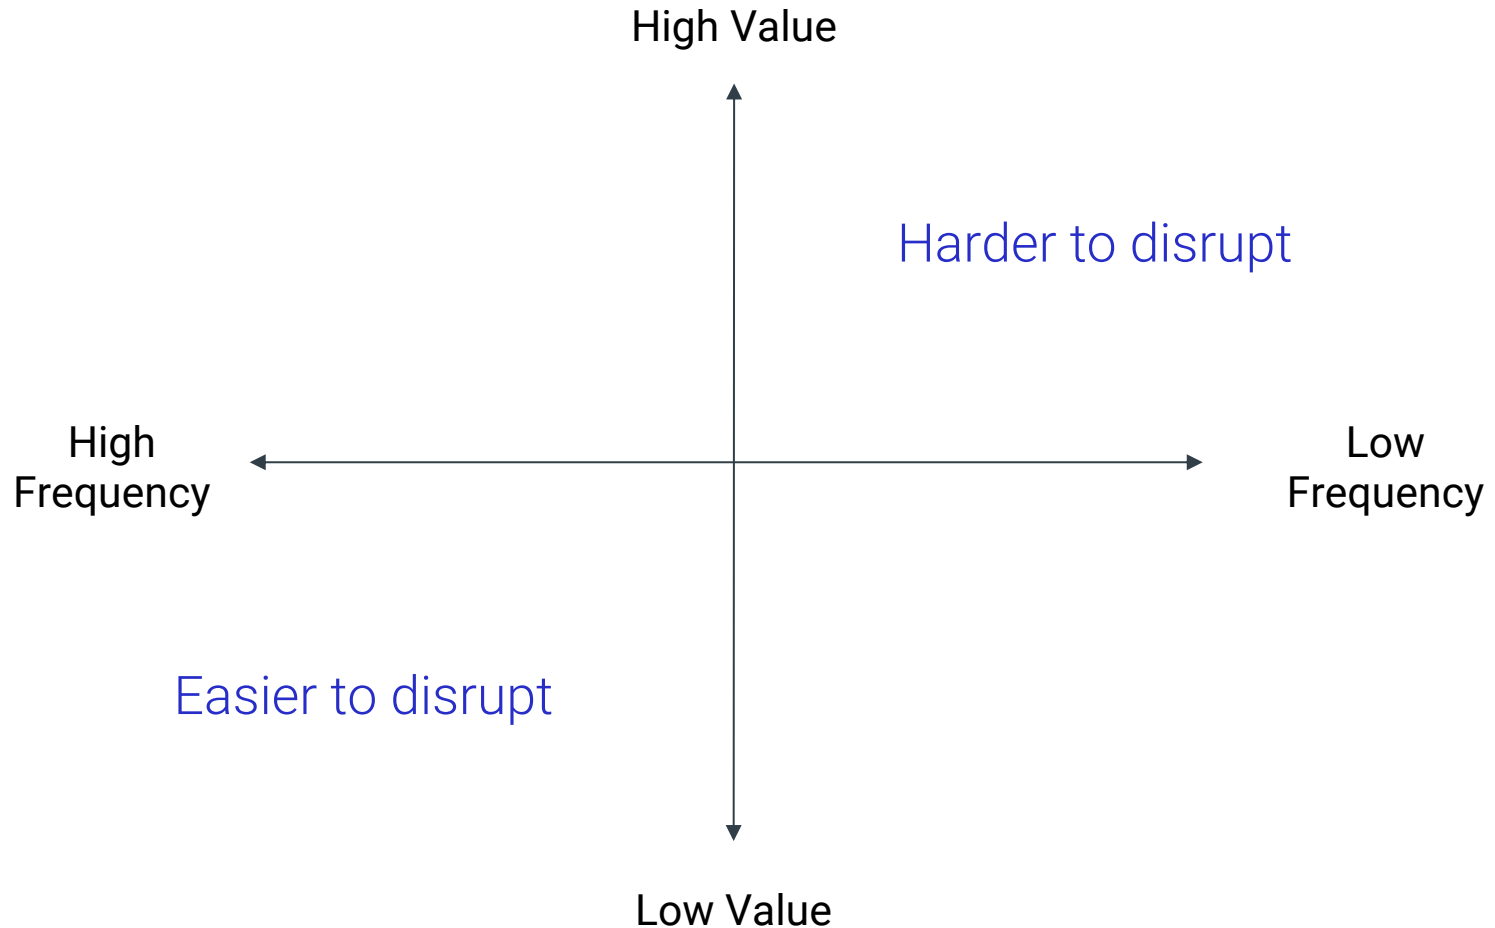 High Value
Harder to disrupt
High
Frequency
Low
Frequency
Easier to disrupt
Low Value